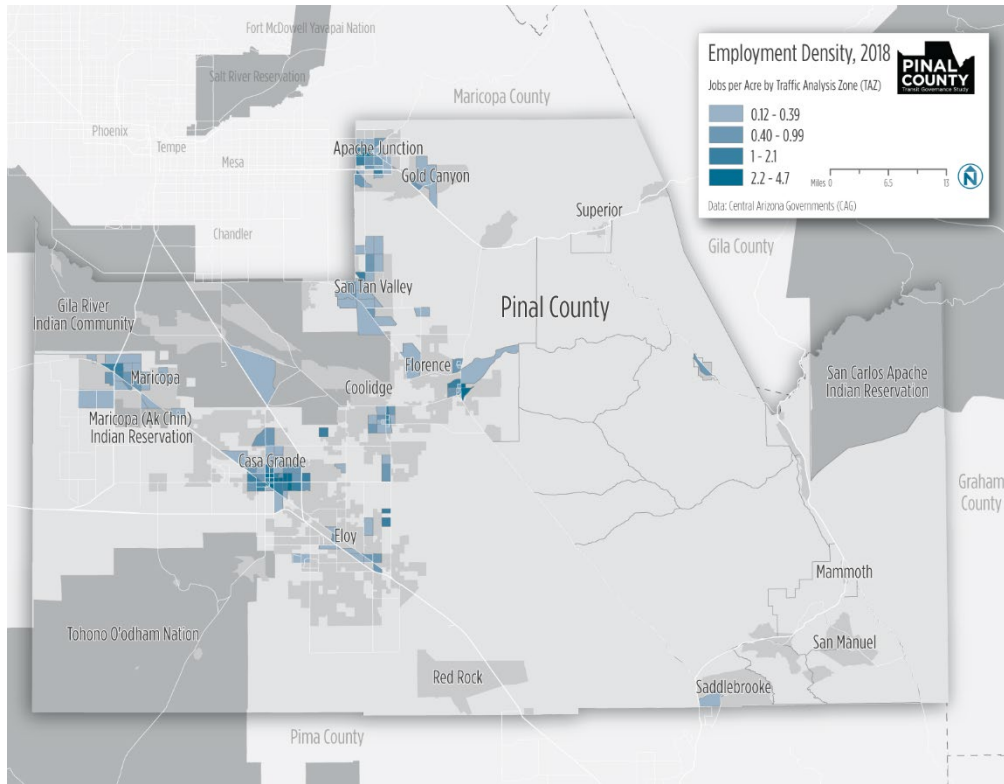 Fort McDowell Yavapai Nation
Salt River Reservation
Maricopa County
Phoenix
Tempe
Mesa
Chandler
Apache Junction
Gold Canyon
Superior
Gila County
San Tan Valley
Pinal County
Gila River
Indian Community
San Carlos Apache
Indian Reservation
Florence
Maricopa
Coolidge
Maricopa (Ak Chin)
Indian Reservation
Casa Grande
Graham
County
Eloy
Mammoth
Tohono O'odham Nation
San Manuel
Red Rock
Saddlebrooke
Pima County
Employment Density, 2018
PINAL
COUNTY
Transit Governance Study
Jobs per Acre by Traffic Analysis Zone (TAZ)
0.12 - 0.39
0.40 - 0.99
1 - 2.1
2.2 - 4.7
Miles 0 6.5 13
N
Data: Central Arizona Governments (CAG)